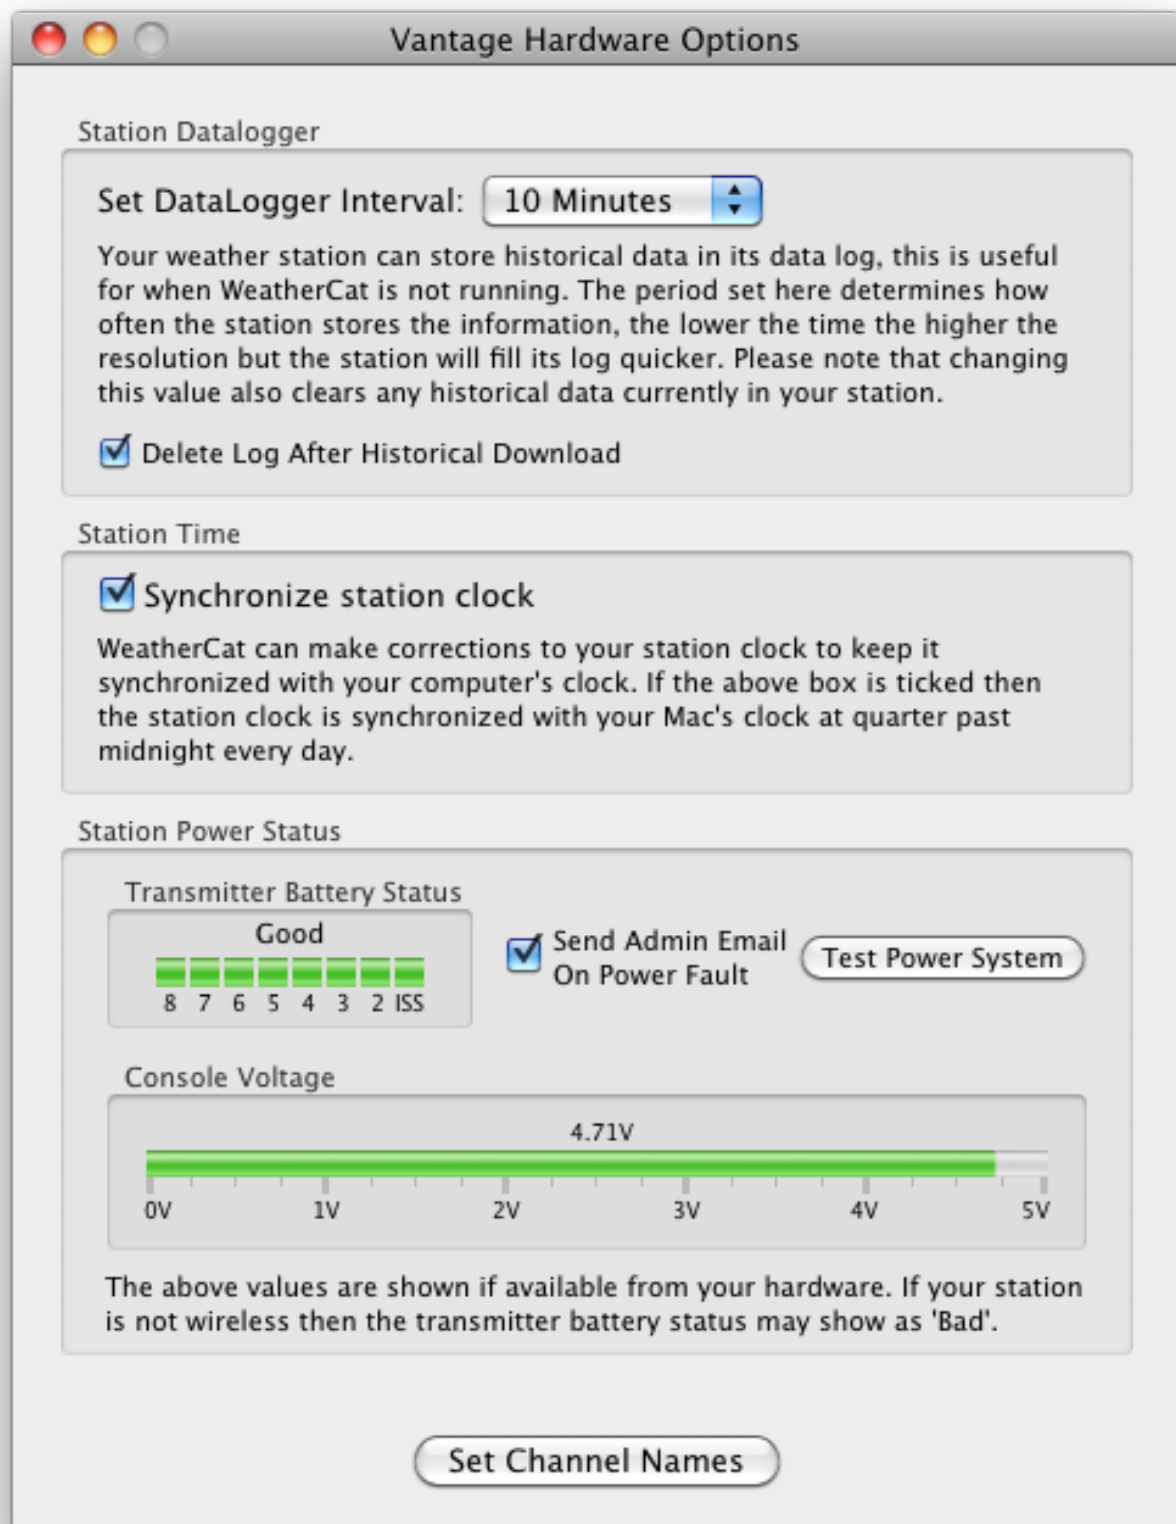 Vantage Hardware Options
Station Datalogger
Set DataLogger Interval: 10 Minutes
Your weather station can store historical data in its data log, this is useful
for when WeatherCat is not running. The period set here determines how
often the station stores the information, the lower the time the higher the
resolution but the station will fill its log quicker. Please note that changing
this value also clears any historical data currently in your station.
Delete Log After Historical Download
Station Time
Synchronize station clock
WeatherCat can make corrections to your station clock to keep it
synchronized with your computer's clock. If the above box is ticked then
the station clock is synchronized with your Mac's clock at quarter past
midnight every day.
Station Power Status
Transmitter Battery Status
Good
8 7 6 5 4 3 2 ISS
Send Admin Email
On Power Fault
Test Power System
Console Voltage
4.71V
0V 1V 2V 3V 4V 5V
The above values are shown if available from your hardware. If your station
is not wireless then the transmitter battery status may show as 'Bad'.
Set Channel Names